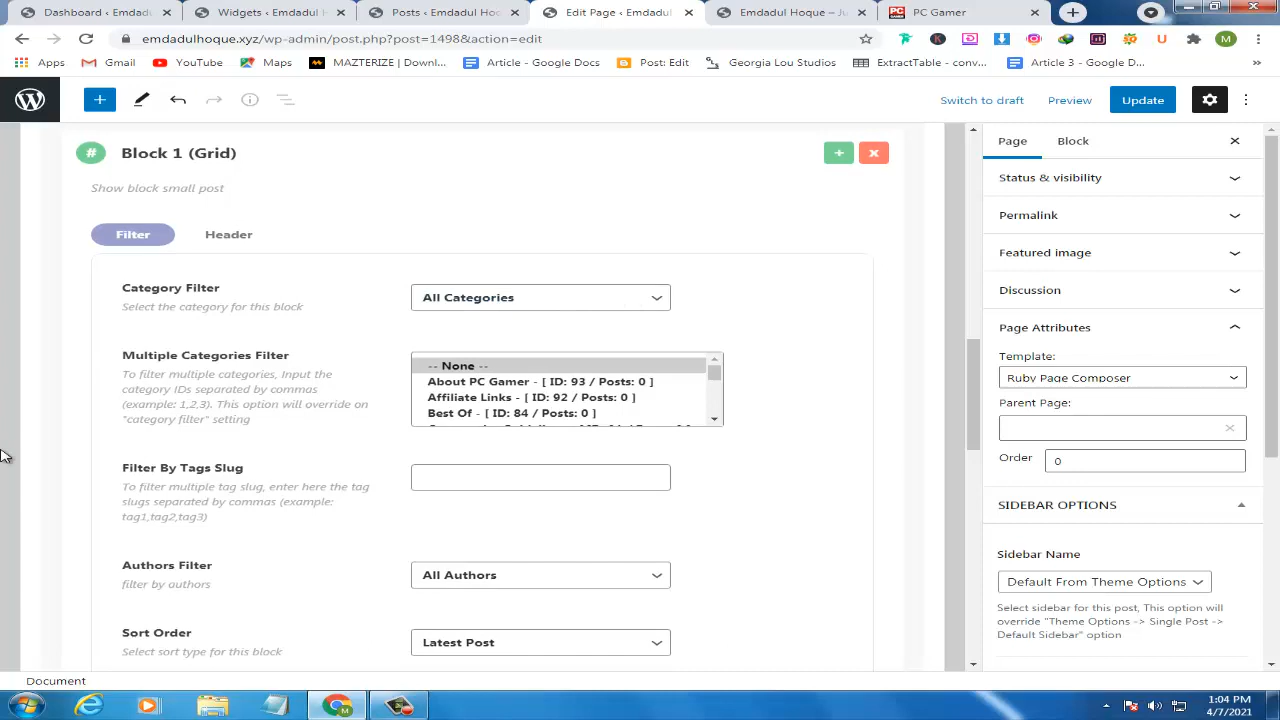 Dashboard ‹ Emdadu
Widgets ‹ Emdadul H
Posts ‹ Emdadul Hoc
Edit Page ‹ Emdadul
Emdadul Hoque – Ju
PC Gamer
emdadulhoque.xyz/wp-admin/post.php?post=1498&action=edit
M
Apps
Gmail
YouTube
Maps
MAZTERIZE | Down...
Article - Google Docs
Post: Edit
Georgia Lou Studios
ExtractTable - conv...
Article 3 - Google D...
»
Switch to draft
Preview
Update
# Block 1 (Grid)
Show block small post
Filter
Header
Category Filter
Select the category for this block
All Categories
Multiple Categories Filter
To filter multiple categories, Input the
category IDs separated by commas
(example: 1,2,3). This option will override on
"category filter" setting
-- None --
About PC Gamer - [ ID: 93 / Posts: 0 ]
Affiliate Links - [ ID: 92 / Posts: 0 ]
Best Of - [ ID: 84 / Posts: 0 ]
Filter By Tags Slug
To filter multiple tag slug, enter here the tag
slugs separated by commas (example:
tag1,tag2,tag3)
Authors Filter
filter by authors
All Authors
Sort Order
Select sort type for this block
Latest Post
Page
Block
Status & visibility
Permalink
Featured image
Discussion
Page Attributes
Template:
Ruby Page Composer
Parent Page:
Order
0
SIDEBAR OPTIONS
Sidebar Name
Default From Theme Options
Select sidebar for this post, This option will
override "Theme Options -> Single Post ->
Default Sidebar" option
Document
1:04 PM
4/7/2021